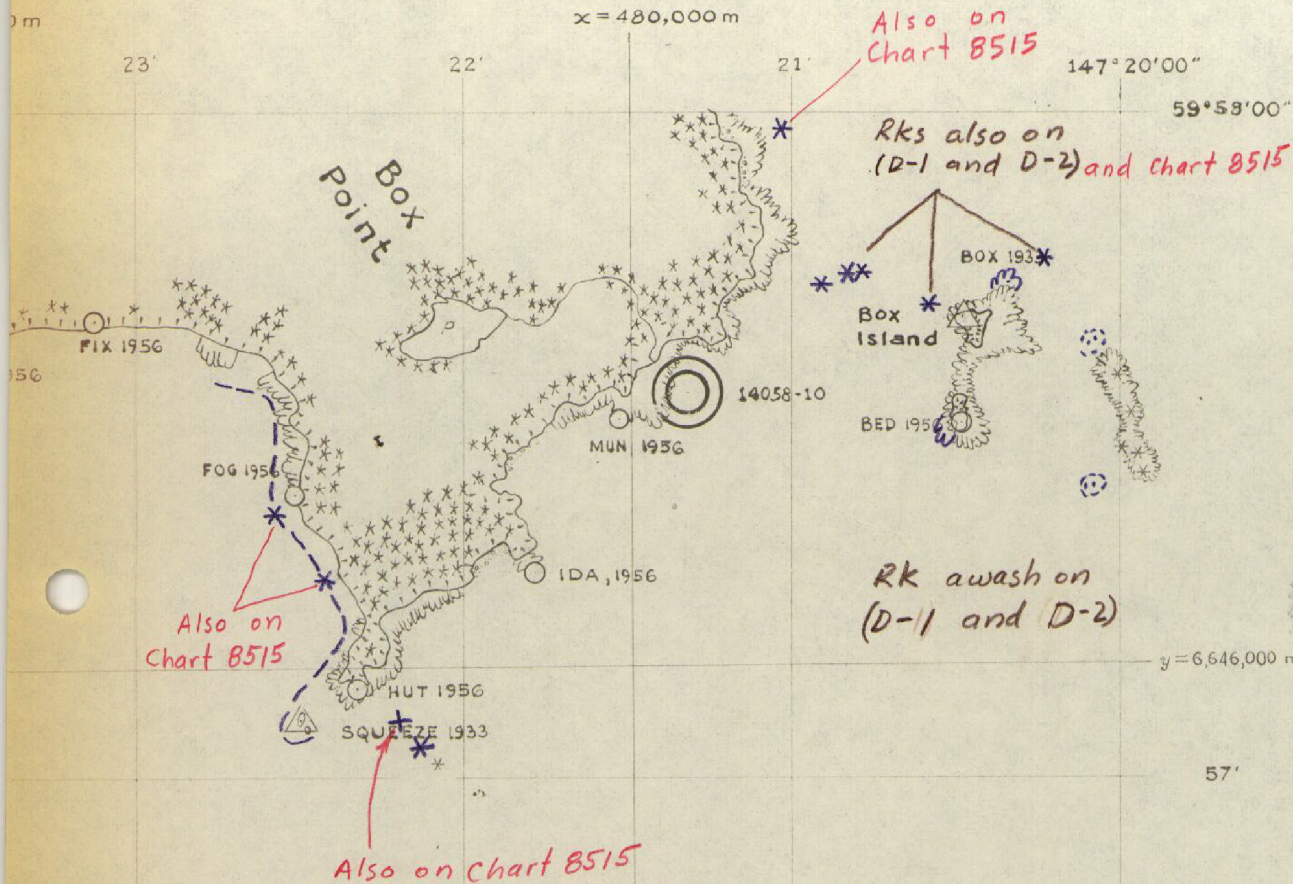 x = 480,000 m
Also on
Chart 8515
23'
22'
21'
147°20'00"
59°58'00"
Rks also on
(D-1 and D-2) and Chart 8515
Box
Point
BOX 1933
Box
Island
FIX 1956
956
14058-10
MUN 1956
BED 1956
FOG 1956
IDA, 1956
RK awash on
(D-1 and D-2)
Also on
Chart 8515
y = 6,646,000 m
HUT 1956
SQUEEZE 1933
57'
Also on Chart 8515